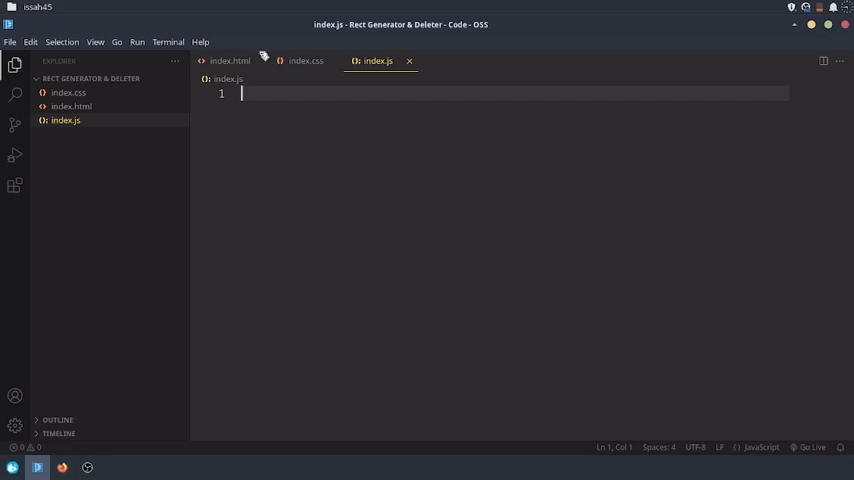 issah45
index.js - Rect Generator & Deleter - Code - OSS
File Edit Selection View Go Run Terminal Help
EXPLORER
index.html index.css index.js
RECT GENERATOR & DELETER
index.js
index.css
1
index.html
index.js
OUTLINE
TIMELINE
0 0 Ln 1, Col 1 Spaces: 4 UTF-8 LF JavaScript Go Live